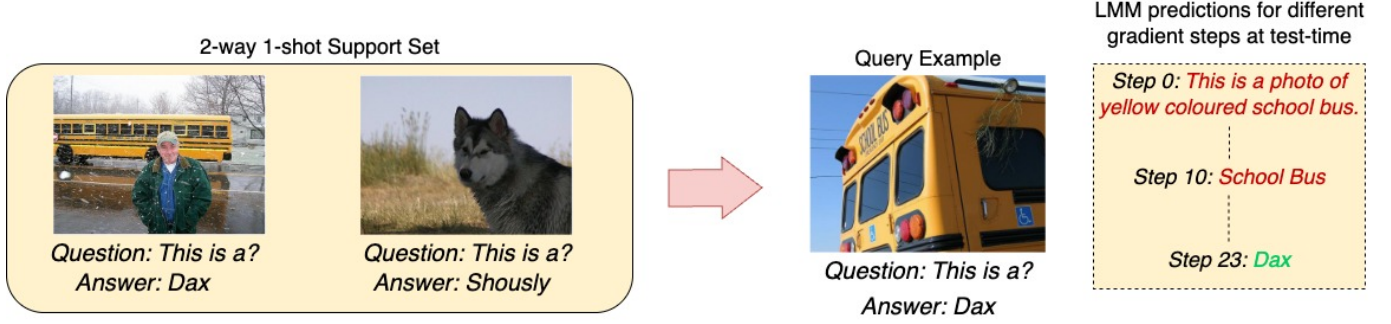 2-way 1-shot Support Set
Question: This is a?
Answer: Dax
Question: This is a?
Answer: Shously
Query Example
SCHOOL BUS
Question: This is a?
Answer: Dax
LMM predictions for different
gradient steps at test-time
Step 0: This is a photo of
yellow coloured school bus.
Step 10: School Bus
Step 23: Dax